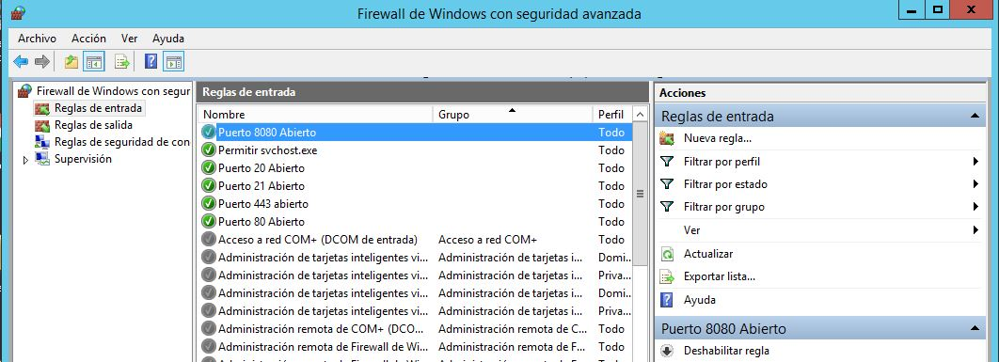 Firewall de Windows con seguridad avanzada
Archivo Acción Ver Ayuda
Firewall de Windows con segur
Reglas de entrada
Reglas de salida
Reglas de seguridad de con
Supervisión
Reglas de entrada
Nombre Grupo Perfil
Puerto 8080 Abierto Todo
Permitir svchost.exe Todo
Puerto 20 Abierto Todo
Puerto 21 Abierto Todo
Puerto 443 abierto Todo
Puerto 80 Abierto Todo
Acceso a red COM+ (DCOM de entrada) Acceso a red COM+ Todo
Administración de tarjetas inteligentes vi... Administración de tarjetas i... Domi...
Administración de tarjetas inteligentes vi... Administración de tarjetas i... Priva...
Administración de tarjetas inteligentes vi... Administración de tarjetas i... Domi...
Administración de tarjetas inteligentes vi... Administración de tarjetas i... Priva...
Administración remota de COM+ (DCO... Administración remota de C... Todo
Administración remota de Firewall de Wi... Administración remota de F... Todo
Acciones
Reglas de entrada
Nueva regla...
Filtrar por perfil
Filtrar por estado
Filtrar por grupo
Ver
Actualizar
Exportar lista...
Ayuda
Puerto 8080 Abierto
Deshabilitar regla